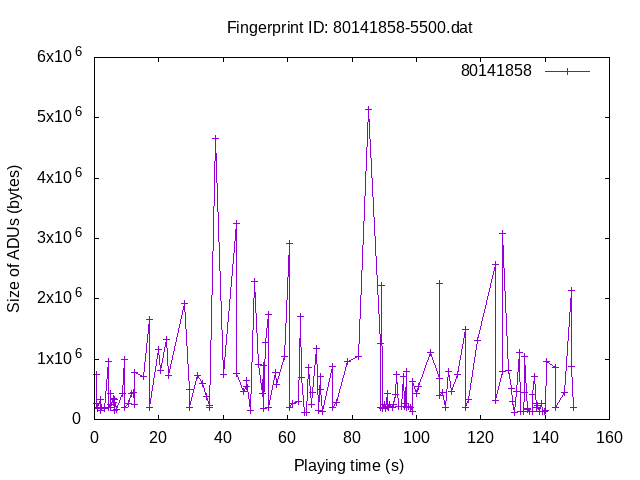 Fingerprint ID: 80141858-5500.dat
80141858
Size of ADUs (bytes)
6x10^6
5x10^6
4x10^6
3x10^6
2x10^6
1x10^6
0
0 20 40 60 80 100 120 140 160
Playing time (s)